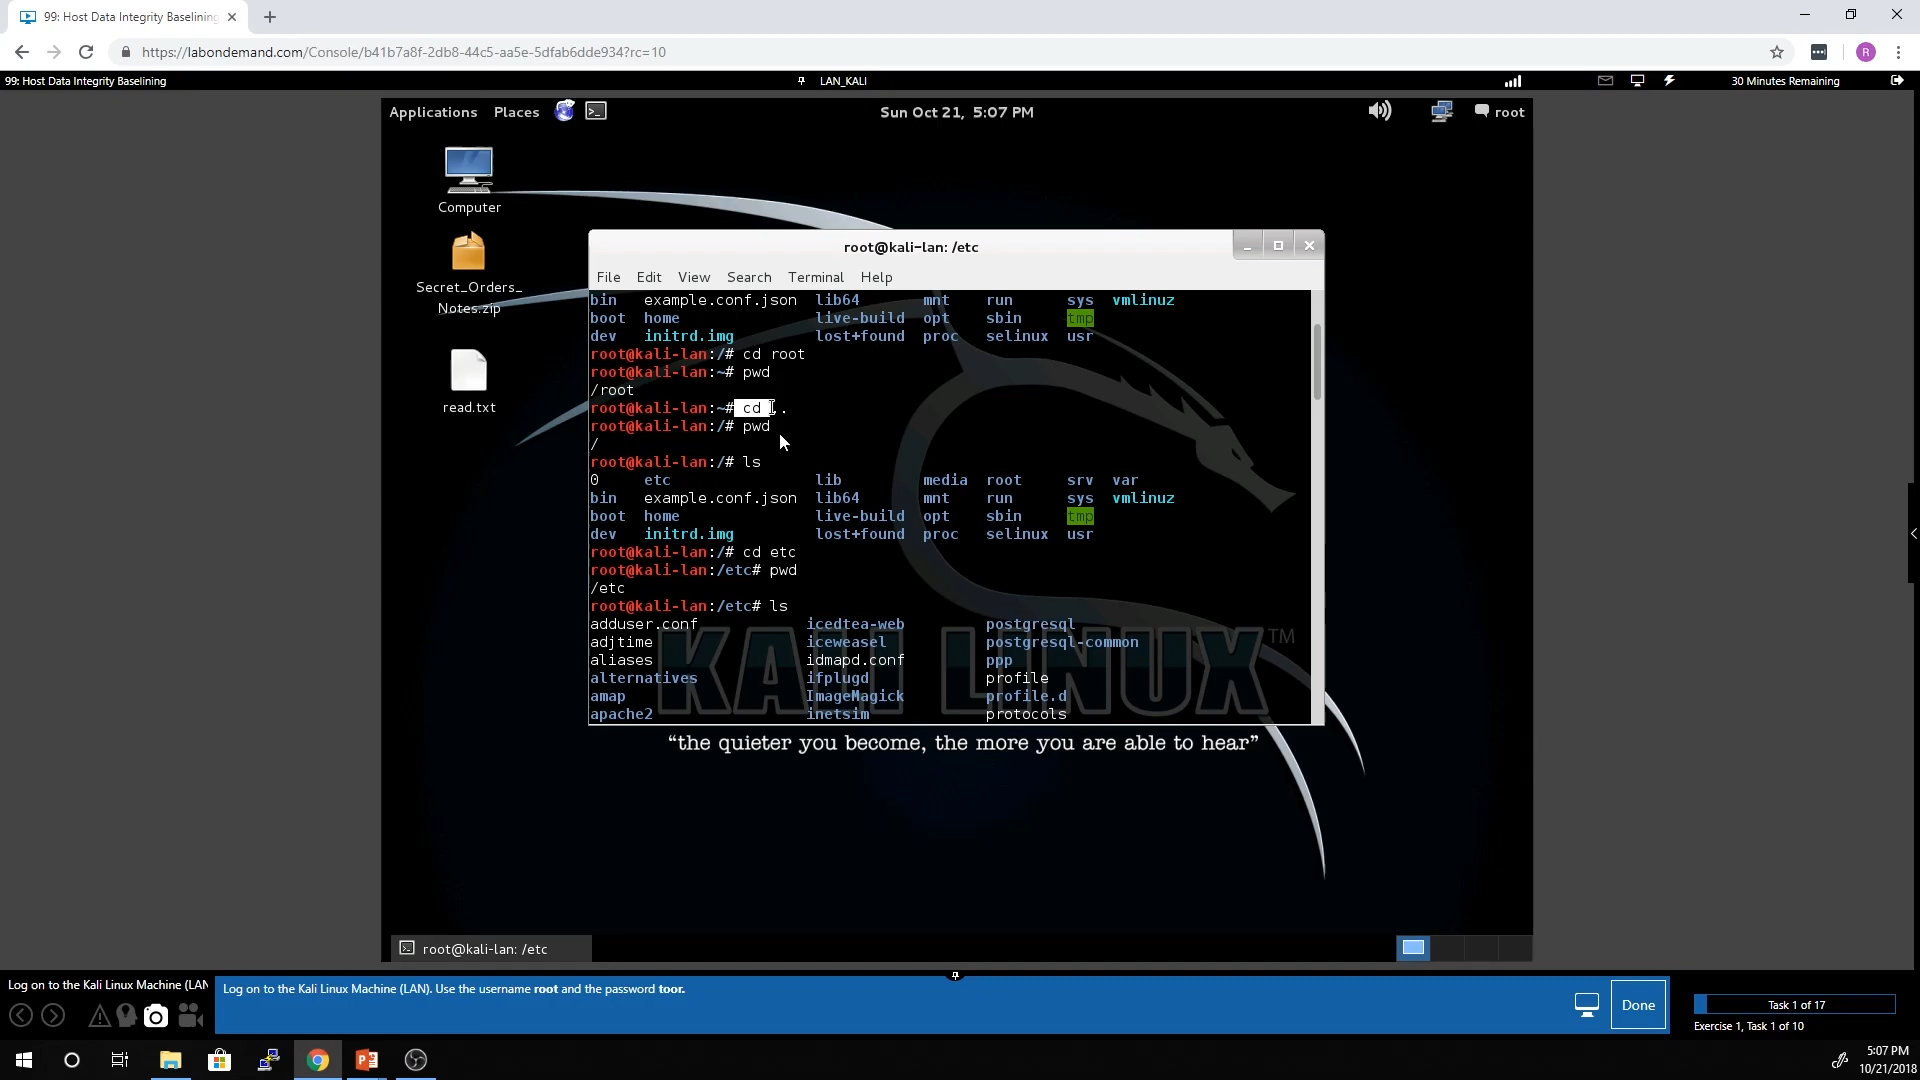 99: Host Data Integrity Baselining
https://labondemand.com/Console/b41b7a8f-2db8-44c5-aa5e-5dfab6dde934?rc=10
R
99: Host Data Integrity Baselining
LAN_KALI
30 Minutes Remaining
Applications Places
Sun Oct 21, 5:07 PM
root
Computer
Secret_Orders_
Notes.zip
read.txt
root@kali-lan: /etc
File Edit View Search Terminal Help
bin example.conf.json lib64 mnt run sys vmlinuz
boot home live-build opt sbin tmp
dev initrd.img lost+found proc selinux usr
root@kali-lan:/# cd root
root@kali-lan:~# pwd
/root
root@kali-lan:~# cd ..
root@kali-lan:/# pwd
/
root@kali-lan:/# ls
0 etc lib media root srv var
bin example.conf.json lib64 mnt run sys vmlinuz
boot home live-build opt sbin tmp
dev initrd.img lost+found proc selinux usr
root@kali-lan:/# cd etc
root@kali-lan:/etc# pwd
/etc
root@kali-lan:/etc# ls
adduser.conf icedtea-web postgresql
adjtime iceweasel postgresql-common
aliases idmapd.conf ppp
alternatives ifplugd profile
amap ImageMagick profile.d
apache2 inetsim protocols
KALI LINUX™
“the quieter you become, the more you are able to hear”
root@kali-lan: /etc
Log on to the Kali Linux Machine (LAN
Log on to the Kali Linux Machine (LAN). Use the username root and the password toor.
Done
Task 1 of 17
Exercise 1, Task 1 of 10
5:07 PM
10/21/2018